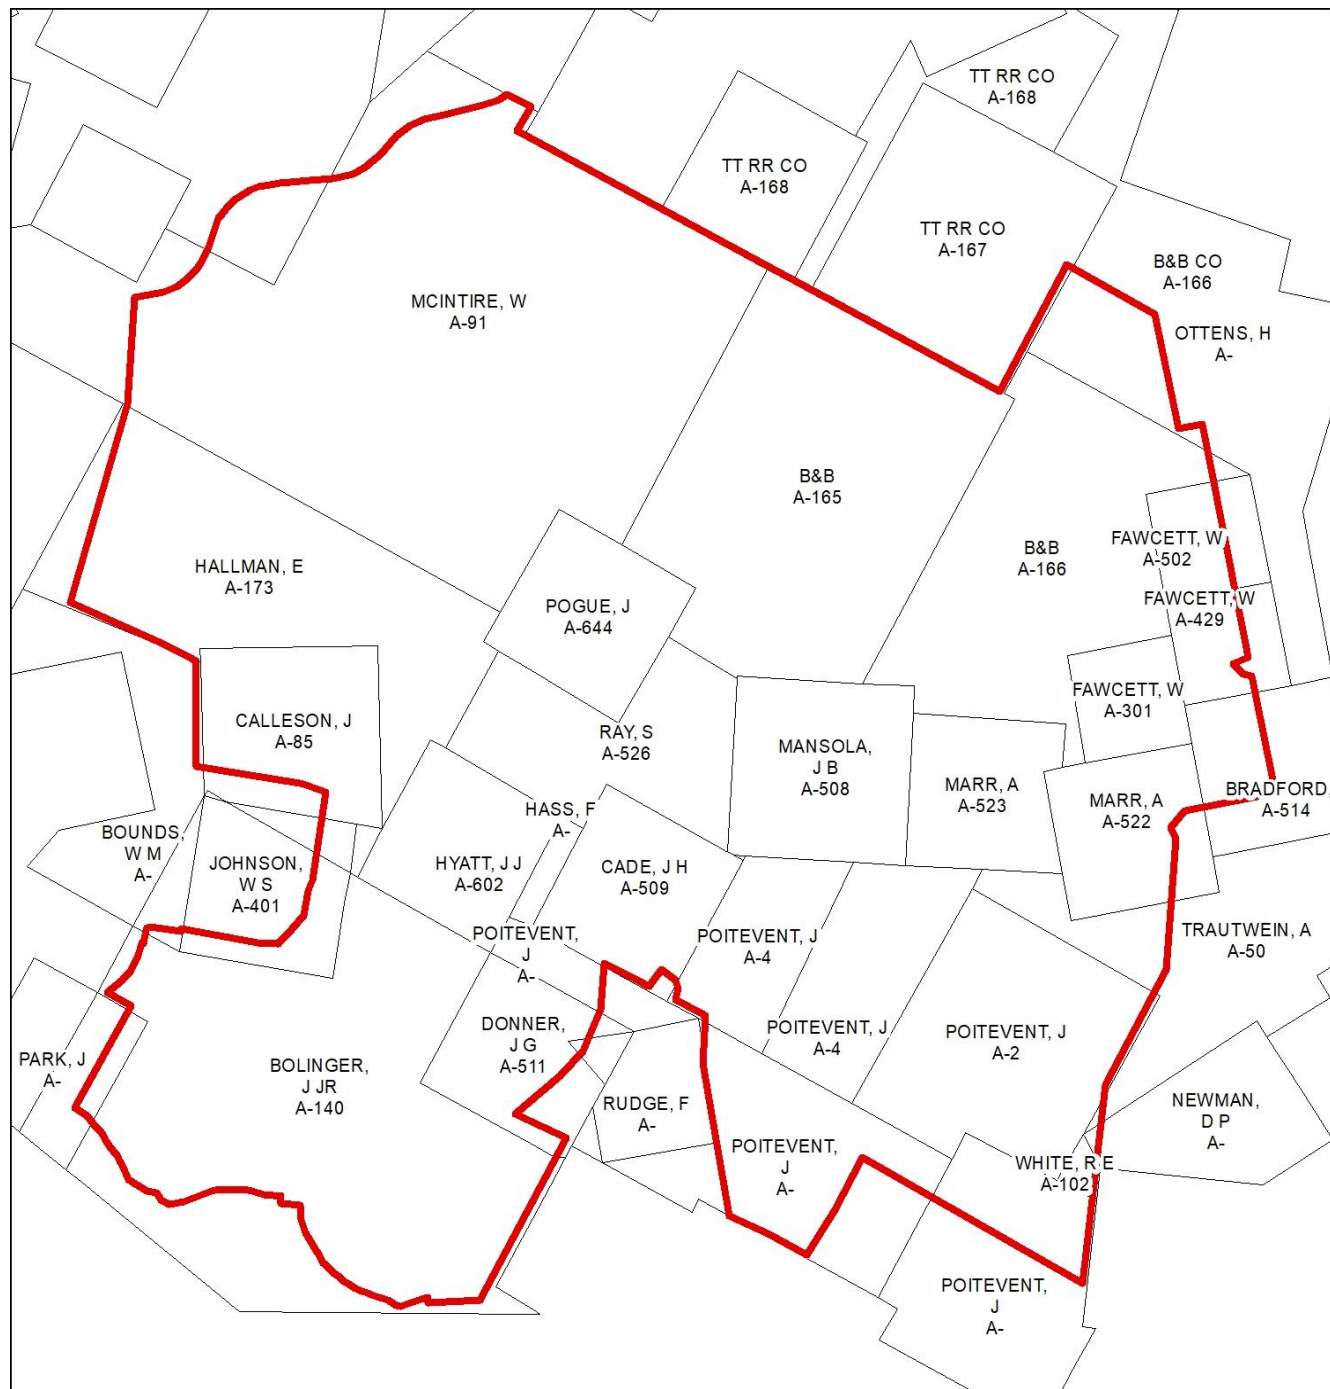 TT RR CO
A-168
TT RR CO
A-168
TT RR CO
A-167
B&B CO
A-166
OTTENS, H
A-
MCINTIRE, W
A-91
B&B
A-165
B&B
A-166
FAWCETT, W
A-502
FAWCETT, W
A-429
HALLMAN, E
A-173
POGUE, J
A-644
FAWCETT, W
A-301
CALLESON, J
A-85
RAY, S
A-526
MANSOLA,
J B
A-508
MARR, A
A-523
MARR, A
A-522
BRADFORD,
A-514
HASS, F
A-
BOUNDS,
W M
A-
JOHNSON,
W S
A-401
HYATT, J J
A-602
CADE, J H
A-509
POITEVENT,
J
A-
POITEVENT, J
A-4
TRAUTWEIN, A
A-50
DONNER,
J G
A-511
POITEVENT, J
A-4
POITEVENT, J
A-2
PARK, J
A-
BOLINGER,
J JR
A-140
RUDGE, F
A-
NEWMAN,
D P
A-
POITEVENT,
J
A-
WHITE, R E
A-102
POITEVENT,
J
A-